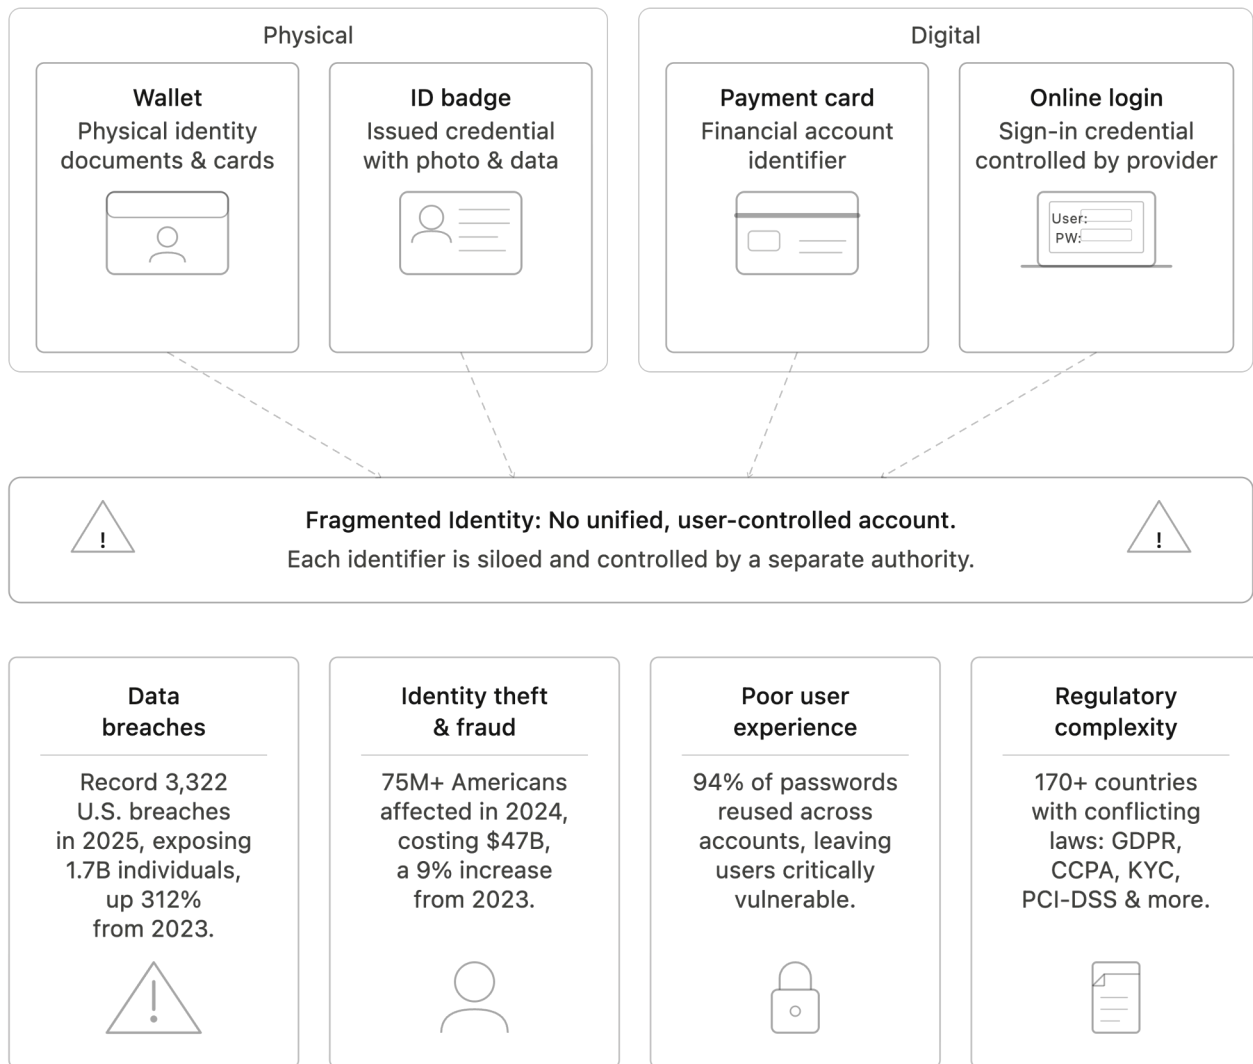 Physical
Digital
Wallet
Physical identity
documents & cards
ID badge
Issued credential
with photo & data
Payment card
Financial account
identifier
Online login
Sign-in credential
controlled by provider
User:
PW:
!
Fragmented Identity: No unified, user-controlled account.
Each identifier is siloed and controlled by a separate authority.
!
Data
breaches
Record 3,322
U.S. breaches
in 2025, exposing
1.7B individuals,
up 312%
from 2023.
Identity theft
& fraud
75M+ Americans
affected in 2024,
costing $47B,
a 9% increase
from 2023.
Poor user
experience
94% of passwords
reused across
accounts, leaving
users critically
vulnerable.
Regulatory
complexity
170+ countries
with conflicting
laws: GDPR,
CCPA, KYC,
PCI-DSS & more.